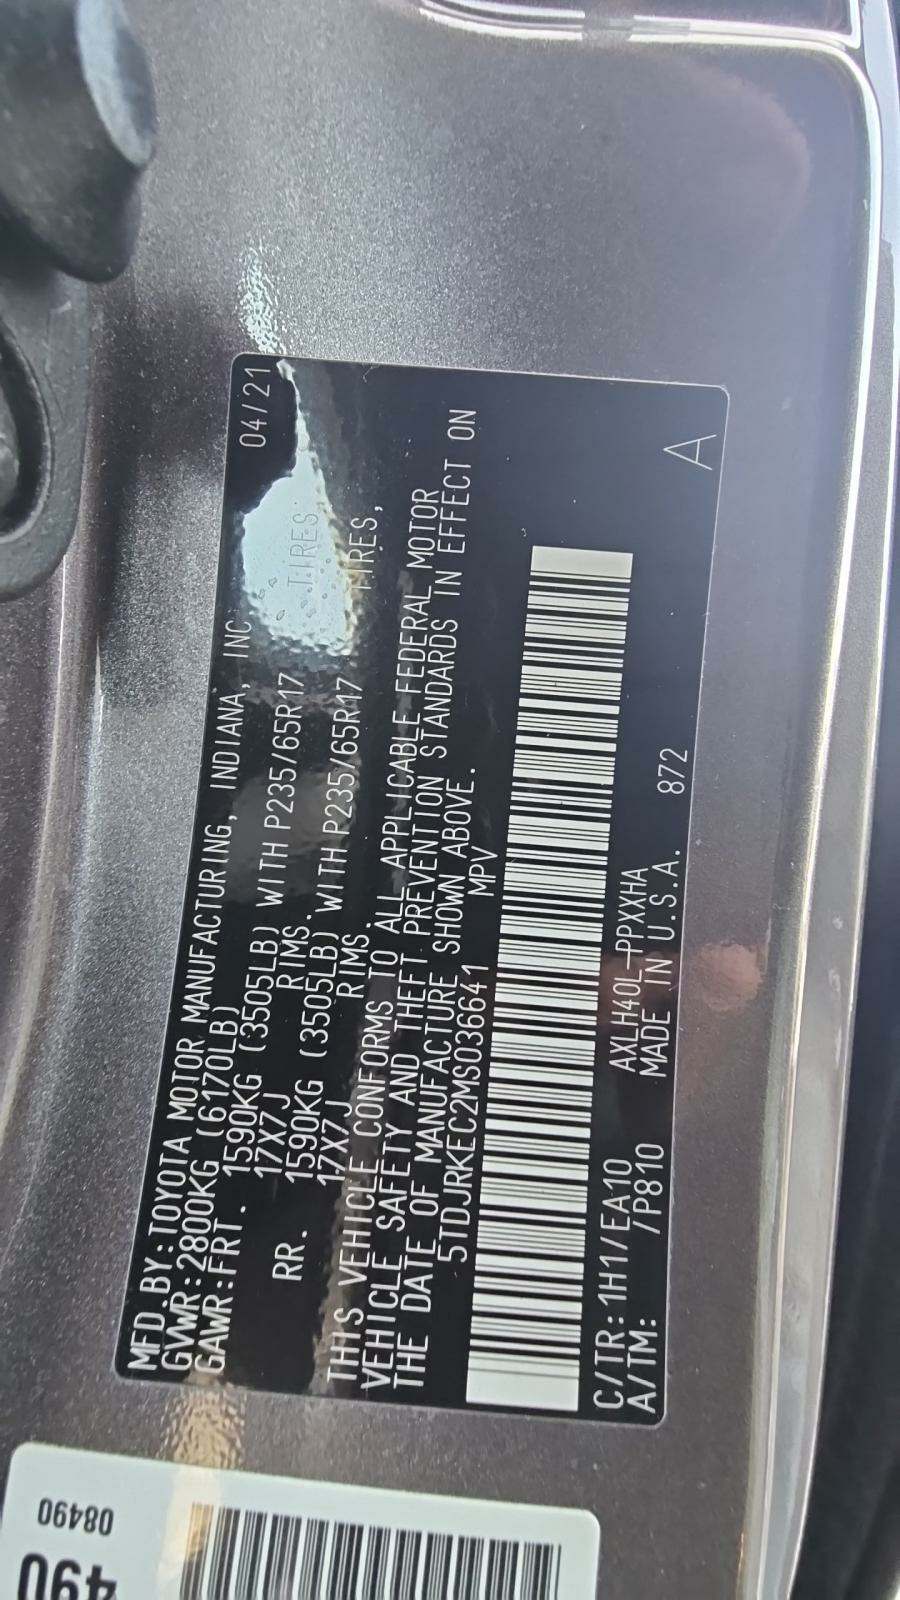 MFD.BY:TOYOTA MOTOR MANUFACTURING, INDIANA, INC 04/21
GVWR:2800KG (6170LB)
GAWR:FRT. 1590KG (3505LB) WITH P235/65R17 TIRES,
17X7J RIMS.
RR. 1590KG (3505LB) WITH P235/65R17 TIRES,
17X7J RIMS.
THIS VEHICLE CONFORMS TO ALL APPLICABLE FEDERAL MOTOR
VEHICLE SAFETY AND THEFT PREVENTION STANDARDS IN EFFECT ON
THE DATE OF MANUFACTURE SHOWN ABOVE.
5TDJRKEC2MS036641 MPV
C/TR:1H1/EA10 AXLH40L-PPXXHA
A/TM: /P810 MADE IN U.S.A. 872 A
08490
490